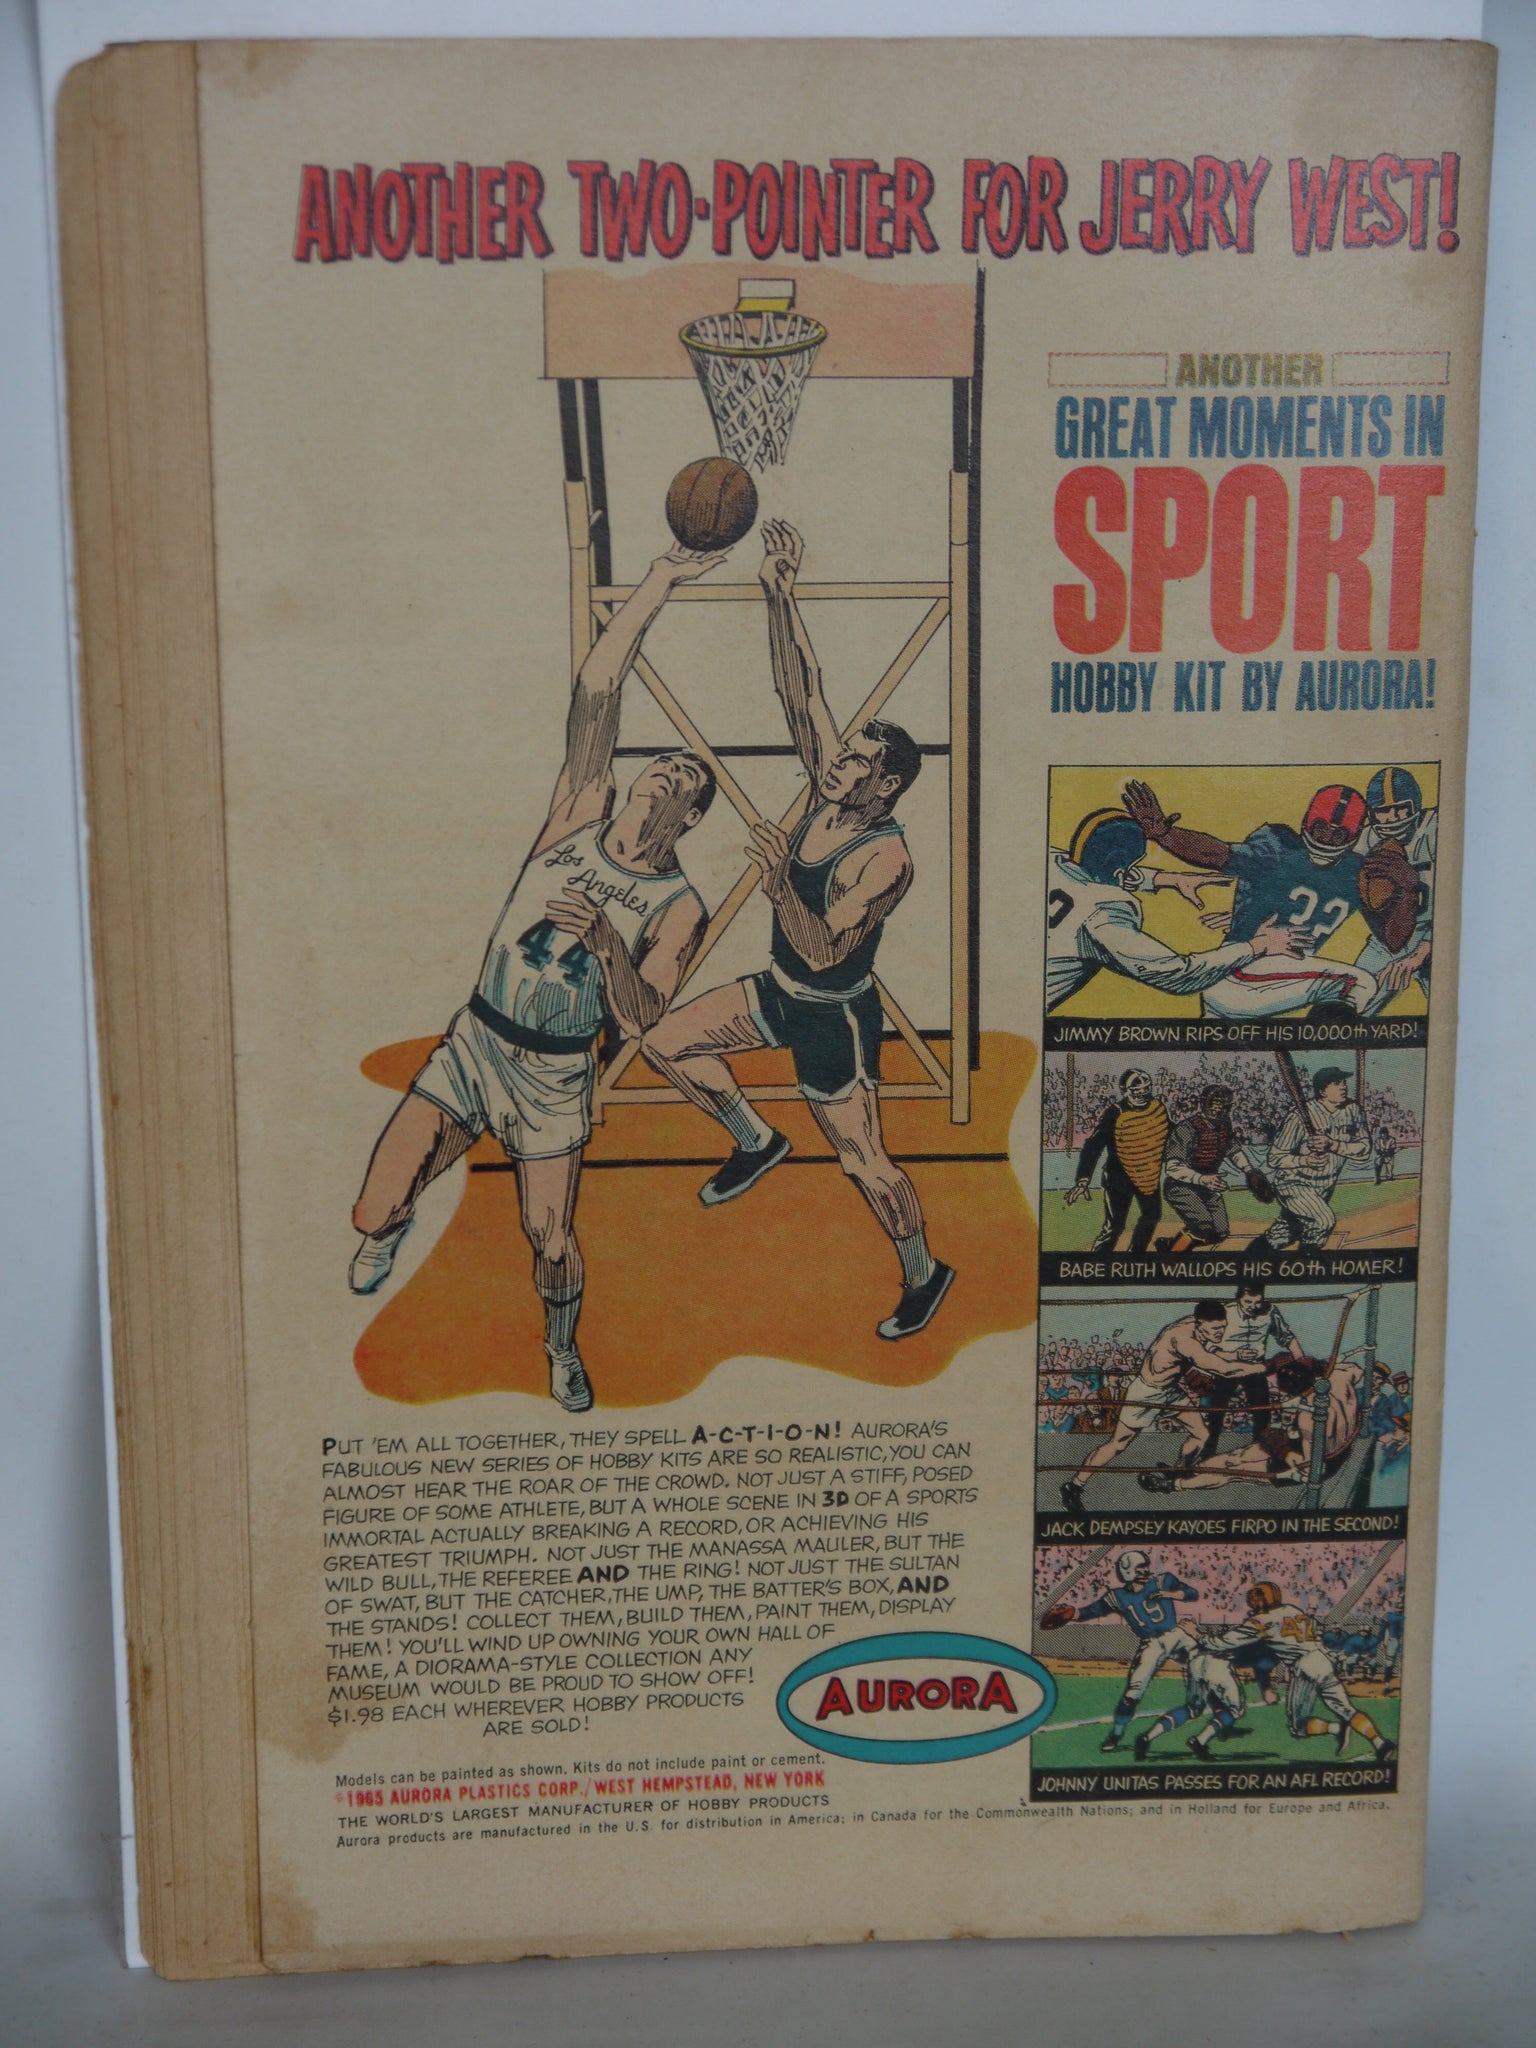 ANOTHER TWO-POINTER FOR JERRY WEST!
ANOTHER
GREAT MOMENTS IN
SPORT
HOBBY KIT BY AURORA!
Los
Angeles
44
32
JIMMY BROWN RIPS OFF HIS 10,000th YARD!
BABE RUTH WALLOPS HIS 60th HOMER!
JACK DEMPSEY KAYOES FIRPO IN THE SECOND!
19
47
JOHNNY UNITAS PASSES FOR AN AFL RECORD!
PUT 'EM ALL TOGETHER, THEY SPELL A-C-T-I-O-N! AURORA'S
FABULOUS NEW SERIES OF HOBBY KITS ARE SO REALISTIC, YOU CAN
ALMOST HEAR THE ROAR OF THE CROWD. NOT JUST A STIFF, POSED
FIGURE OF SOME ATHLETE, BUT A WHOLE SCENE IN 3D OF A SPORTS
IMMORTAL ACTUALLY BREAKING A RECORD, OR ACHIEVING HIS
GREATEST TRIUMPH. NOT JUST THE MANASSA MAULER, BUT THE
WILD BULL, THE REFEREE AND THE RING! NOT JUST THE SULTAN
OF SWAT, BUT THE CATCHER, THE UMP, THE BATTER'S BOX, AND
THE STANDS! COLLECT THEM, BUILD THEM, PAINT THEM, DISPLAY
THEM! YOU'LL WIND UP OWNING YOUR OWN HALL OF
FAME, A DIORAMA-STYLE COLLECTION ANY
MUSEUM WOULD BE PROUD TO SHOW OFF!
$1.98 EACH WHEREVER HOBBY PRODUCTS
ARE SOLD!
AURORA
Models can be painted as shown. Kits do not include paint or cement.
©1965 AURORA PLASTICS CORP./WEST HEMPSTEAD, NEW YORK
THE WORLD'S LARGEST MANUFACTURER OF HOBBY PRODUCTS
Aurora products are manufactured in the U.S. for distribution in America; in Canada for the Commonwealth Nations; and in Holland for Europe and Africa.